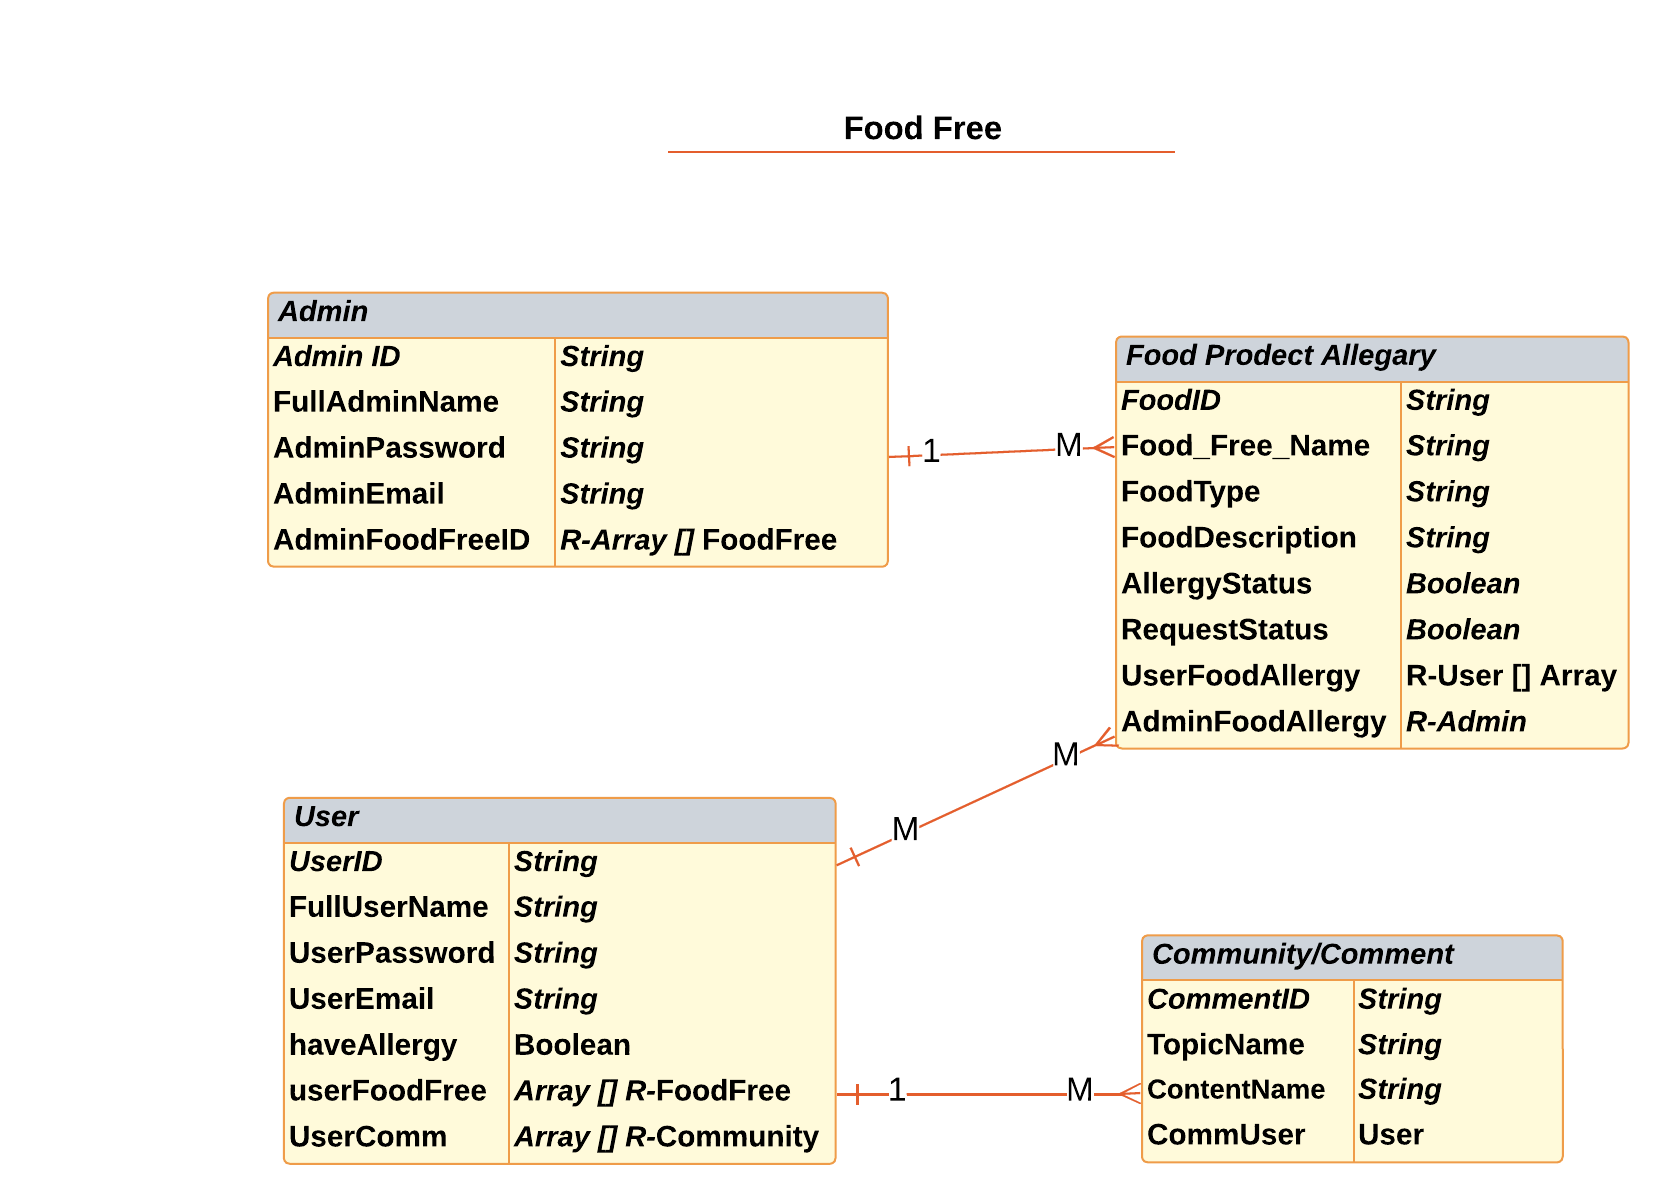 Food Free
Admin
Admin ID String
FullAdminName String
AdminPassword String
AdminEmail String
AdminFoodFreeID R-Array [] FoodFree
1 M
Food Prodect Allegary
FoodID String
Food_Free_Name String
FoodType String
FoodDescription String
AllergyStatus Boolean
RequestStatus Boolean
UserFoodAllergy R-User [] Array
AdminFoodAllergy R-Admin
M
M
User
UserID String
FullUserName String
UserPassword String
UserEmail String
haveAllergy Boolean
userFoodFree Array [] R-FoodFree
UserComm Array [] R-Community
1 M
Community/Comment
CommentID String
TopicName String
ContentName String
CommUser User